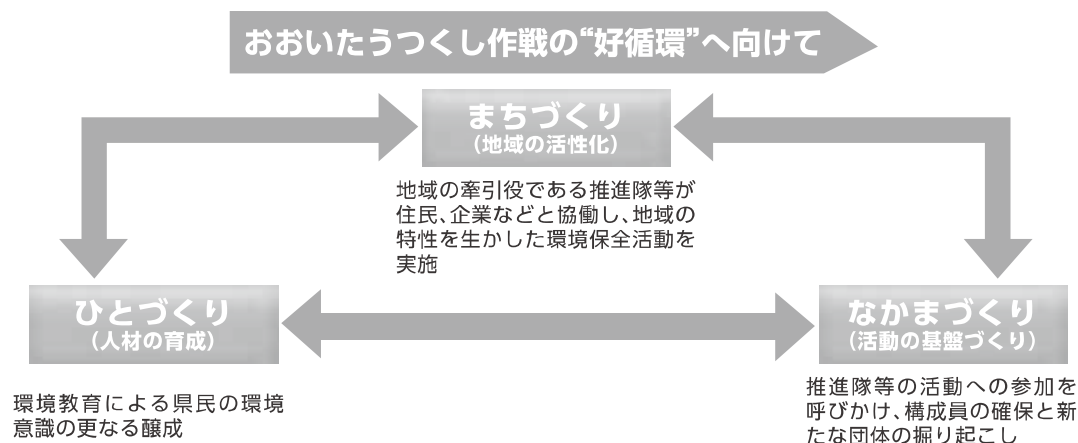 おおいたうつくし作戦の“好循環”へ向けて
まちづくり
（地域の活性化）
地域の牽引役である推進隊等が
住民、企業などと協働し、地域の
特性を生かした環境保全活動を
実施
ひとづくり
（人材の育成）
環境教育による県民の環境
意識の更なる醸成
なかまづくり
（活動の基盤づくり）
推進隊等の活動への参加を
呼びかけ、構成員の確保と新
たな団体の掘り起こし